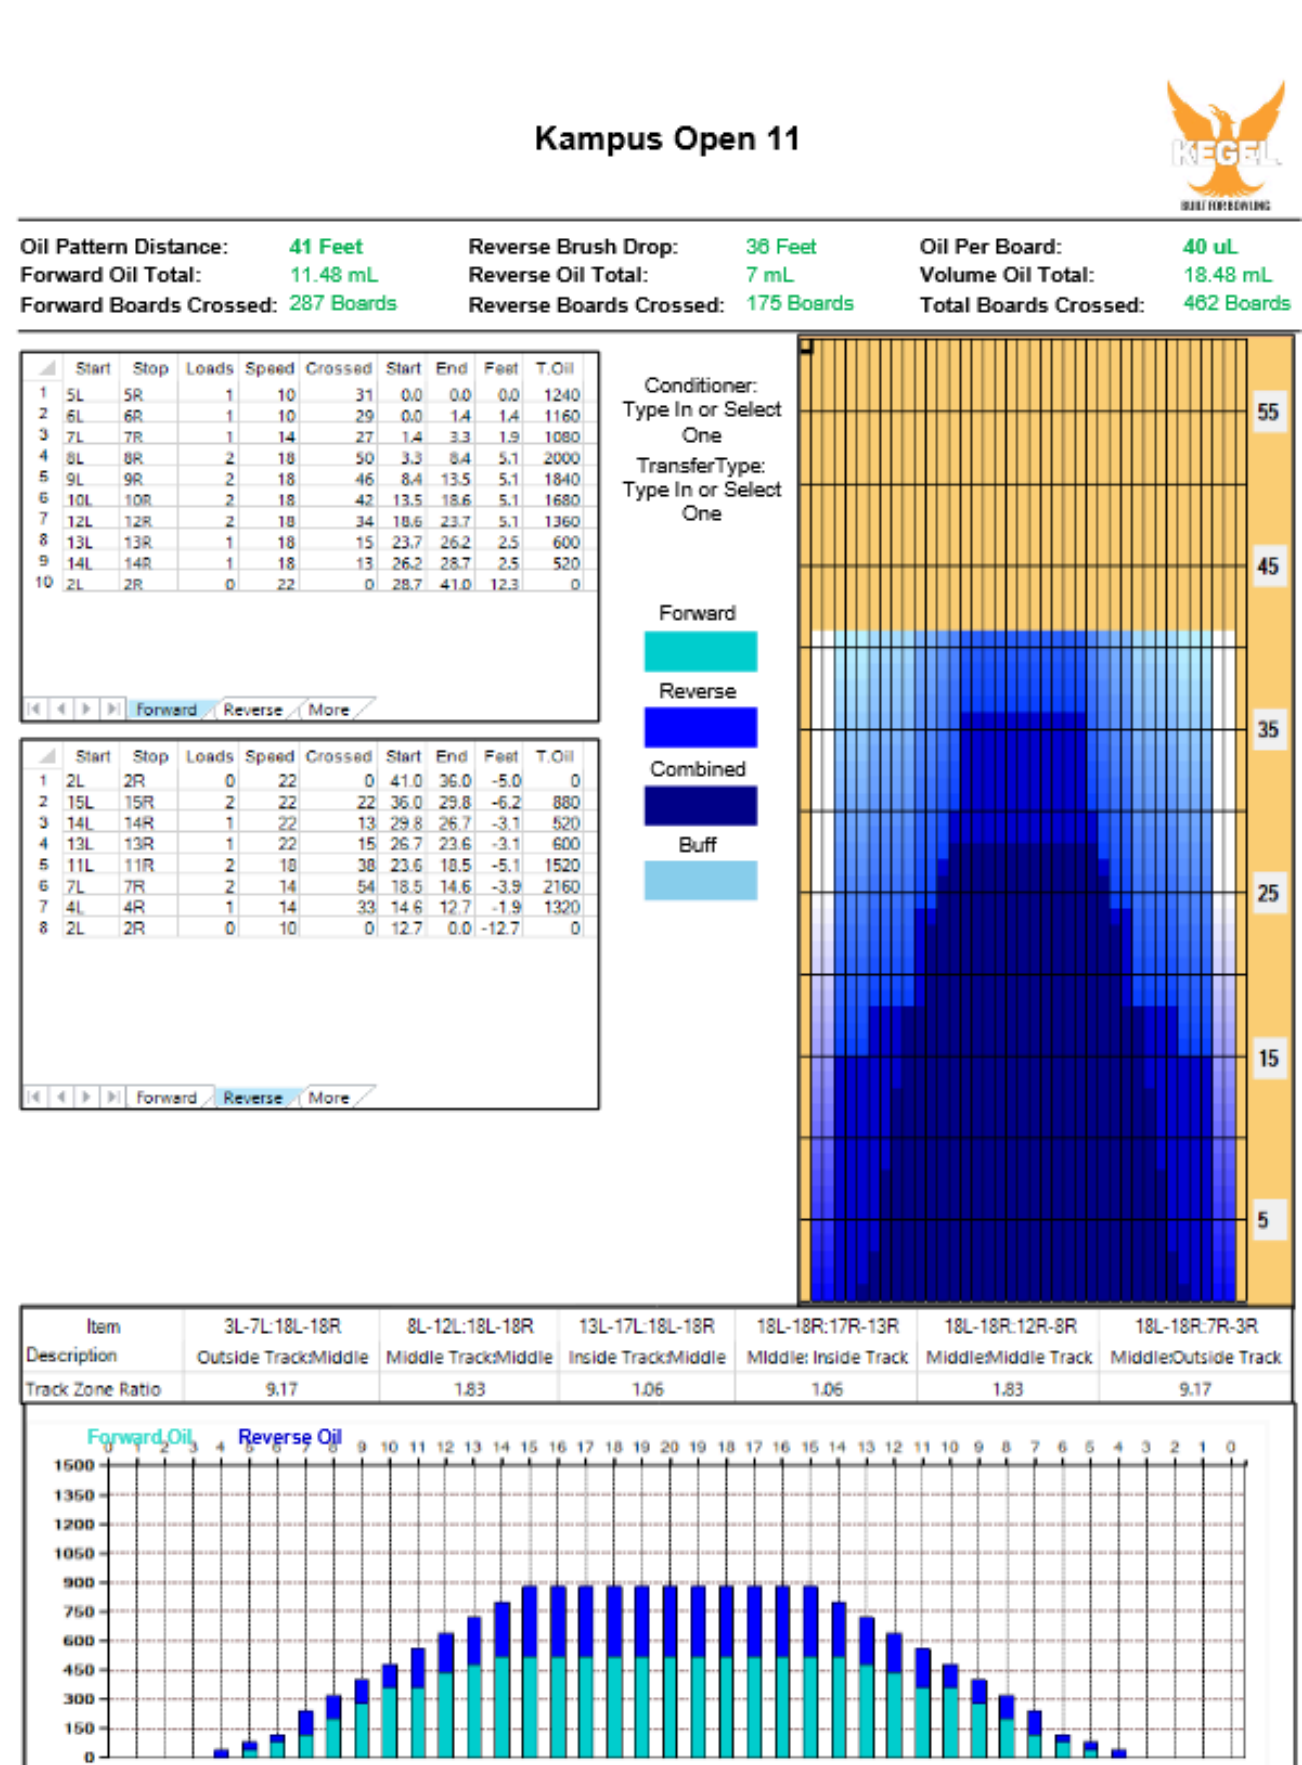 Kampus Open 11
KEGEL
BUILT FOR BOWLING
Oil Pattern Distance: 41 Feet Reverse Brush Drop: 36 Feet Oil Per Board: 40 uL
Forward Oil Total: 11.48 mL Reverse Oil Total: 7 mL Volume Oil Total: 18.48 mL
Forward Boards Crossed: 287 Boards Reverse Boards Crossed: 175 Boards Total Boards Crossed: 462 Boards
Start Stop Loads Speed Crossed Start End Feet T.Oil
1 5L 5R 1 10 31 0.0 0.0 0.0 1240
2 6L 6R 1 10 29 0.0 1.4 1.4 1160
3 7L 7R 1 14 27 1.4 3.3 1.9 1080
4 8L 8R 2 18 50 3.3 8.4 5.1 2000
5 9L 9R 2 18 46 8.4 13.5 5.1 1840
6 10L 10R 2 18 42 13.5 18.6 5.1 1680
7 12L 12R 2 18 34 18.6 23.7 5.1 1360
8 13L 13R 1 18 15 23.7 26.2 2.5 600
9 14L 14R 1 18 13 26.2 28.7 2.5 520
10 2L 2R 0 22 0 28.7 41.0 12.3 0
Forward Reverse More
Start Stop Loads Speed Crossed Start End Feet T.Oil
1 2L 2R 0 22 0 41.0 36.0 -5.0 0
2 15L 15R 2 22 22 36.0 29.8 -6.2 880
3 14L 14R 1 22 13 29.8 26.7 -3.1 520
4 13L 13R 1 22 15 26.7 23.6 -3.1 600
5 11L 11R 2 18 38 23.6 18.5 -5.1 1520
6 7L 7R 2 14 54 18.5 14.6 -3.9 2160
7 4L 4R 1 14 33 14.6 12.7 -1.9 1320
8 2L 2R 0 10 0 12.7 0.0 -12.7 0
Forward Reverse More
Conditioner:
Type In or Select
One
TransferType:
Type In or Select
One
Forward
Reverse
Combined
Buff
55
45
35
25
15
5
Item 3L-7L:18L-18R 8L-12L:18L-18R 13L-17L:18L-18R 18L-18R:17R-13R 18L-18R:12R-8R 18L-18R:7R-3R
Description Outside Track:Middle Middle Track:Middle Inside Track:Middle Middle: Inside Track Middle:Middle Track Middle:Outside Track
Track Zone Ratio 9.17 1.83 1.06 1.06 1.83 9.17
Forward Oil Reverse Oil
0 1 2 3 4 5 6 7 8 9 10 11 12 13 14 15 16 17 18 19 20 19 18 17 16 15 14 13 12 11 10 9 8 7 6 5 4 3 2 1 0
1500
1350
1200
1050
900
750
600
450
300
150
0